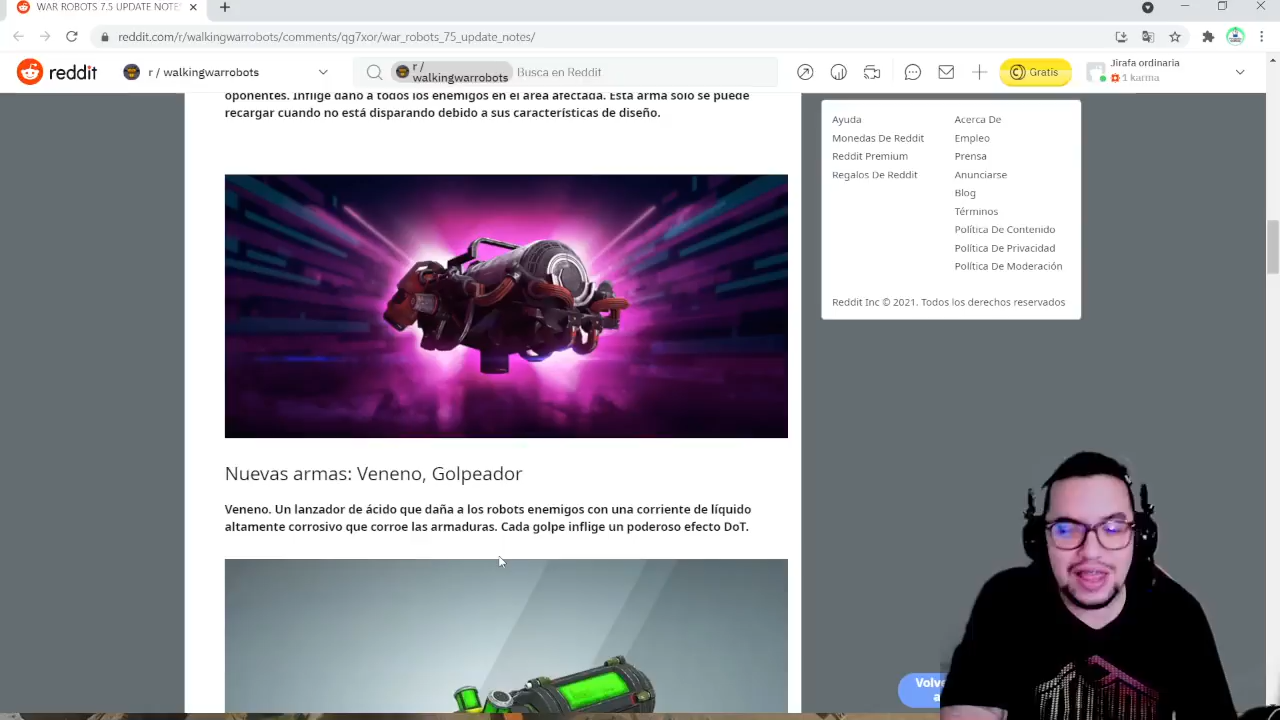 WAR ROBOTS 7.5 UPDATE NOTES
reddit.com/r/walkingwarrobots/comments/qg7xor/war_robots_75_update_notes/
reddit
r / walkingwarrobots
r /
walkingwarrobots
Busca en Reddit
Gratis
Jirafa ordinaria
1 karma
oponentes. Inflige daño a todos los enemigos en el área afectada. Esta arma solo se puede
recargar cuando no está disparando debido a sus características de diseño.
Nuevas armas: Veneno, Golpeador
Veneno. Un lanzador de ácido que daña a los robots enemigos con una corriente de líquido
altamente corrosivo que corroe las armaduras. Cada golpe inflige un poderoso efecto DoT.
Ayuda
Monedas De Reddit
Reddit Premium
Regalos De Reddit
Acerca De
Empleo
Prensa
Anunciarse
Blog
Términos
Política De Contenido
Política De Privacidad
Política De Moderación
Reddit Inc © 2021. Todos los derechos reservados